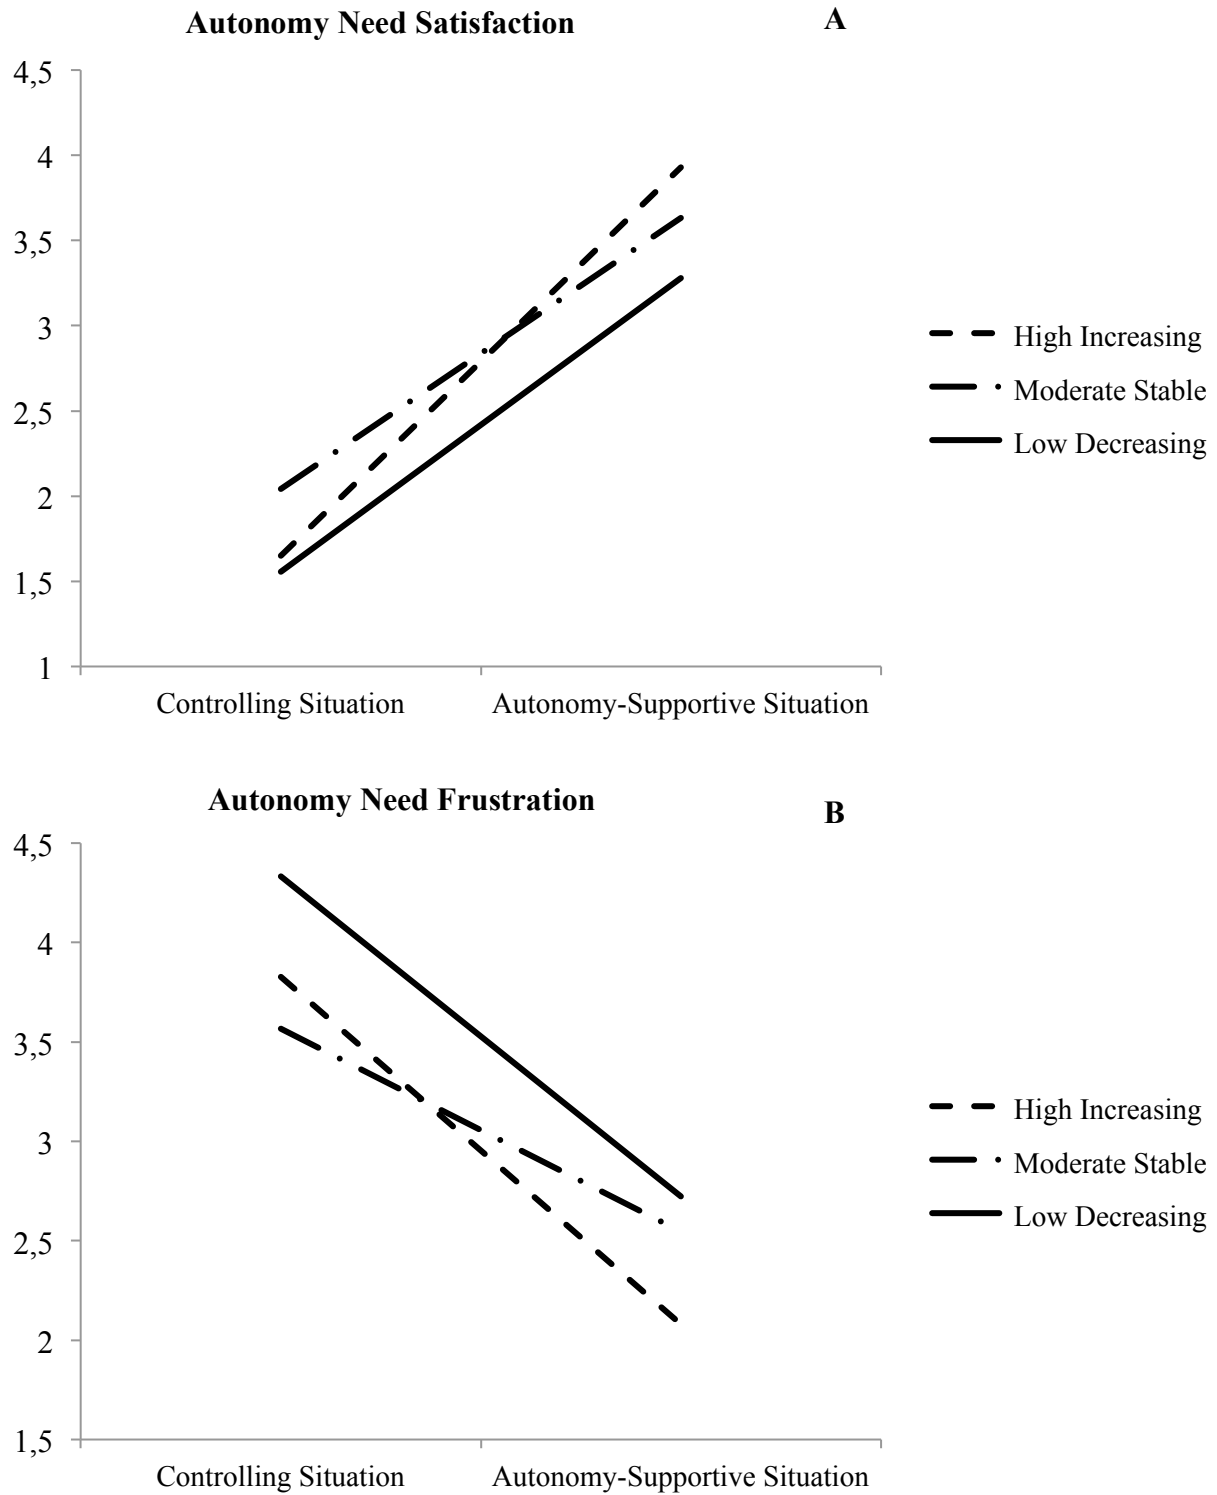 Autonomy Need Satisfaction
A
4,5
4
3,5
3
2,5
2
1,5
1
Controlling Situation
Autonomy-Supportive Situation
High Increasing
Moderate Stable
Low Decreasing
Autonomy Need Frustration
B
4,5
4
3,5
3
2,5
2
1,5
Controlling Situation
Autonomy-Supportive Situation
High Increasing
Moderate Stable
Low Decreasing